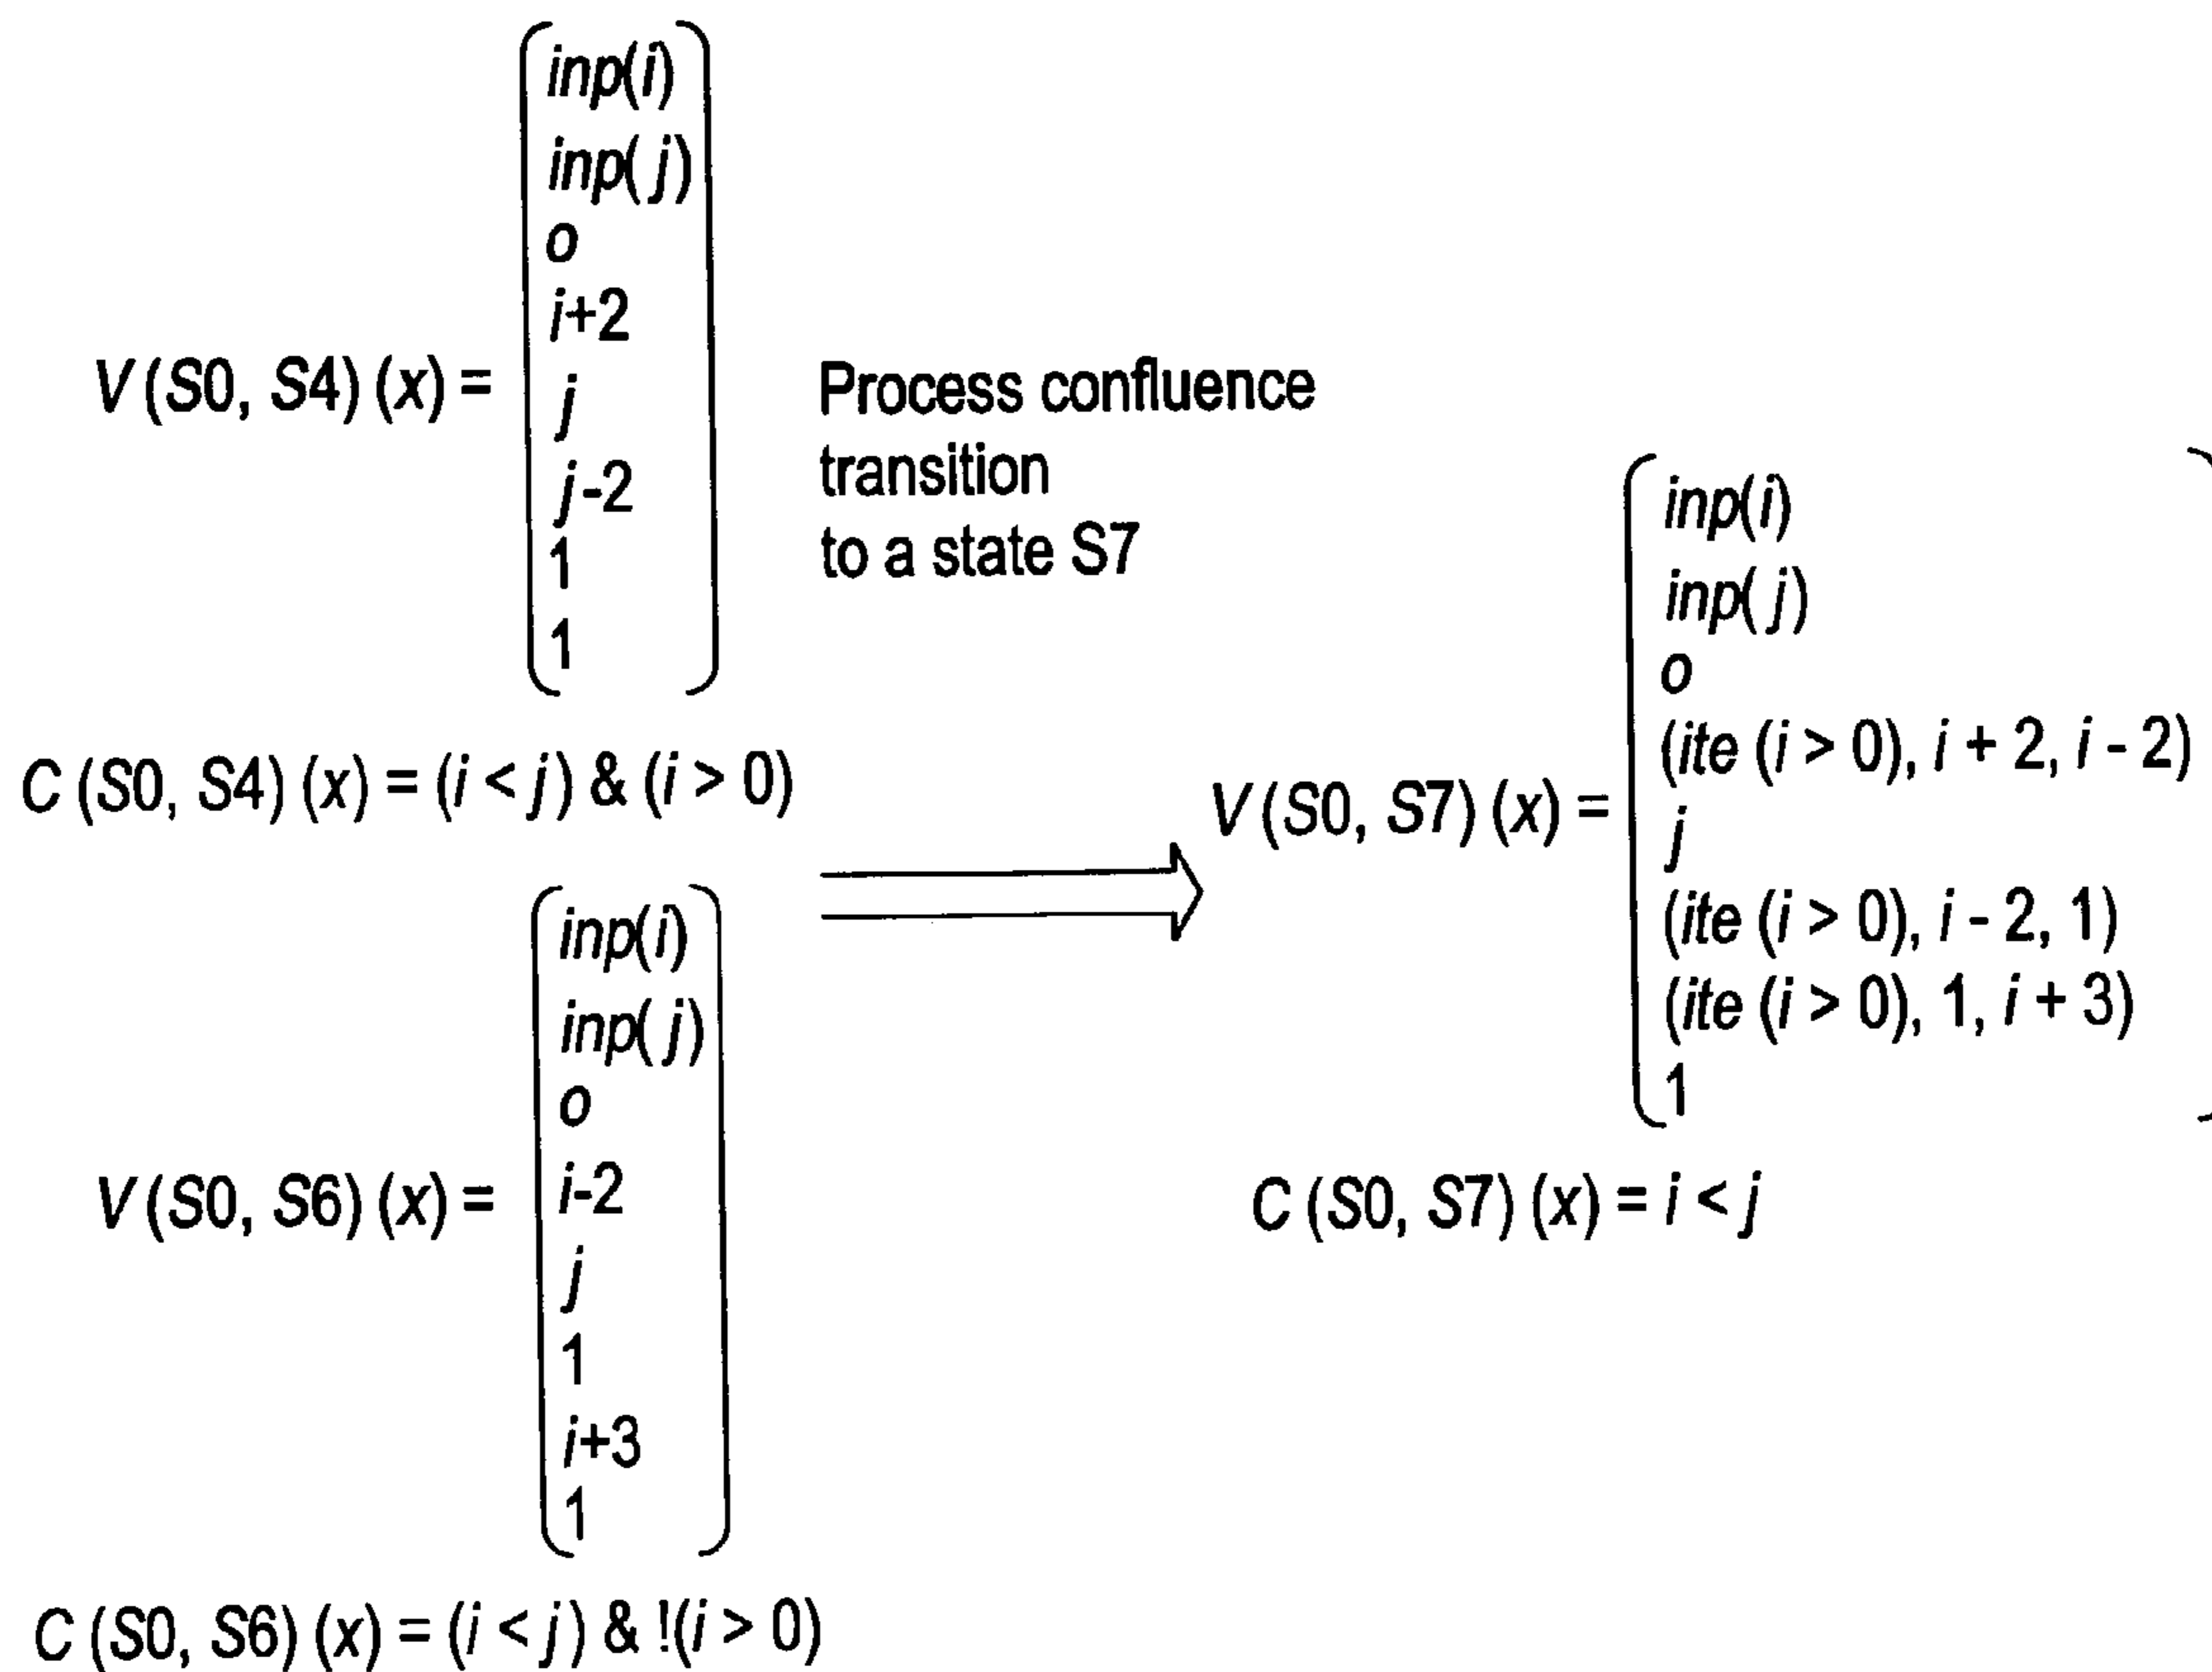 V (S0, S4) (x) =
inp(i)
inp( j)
o
i+2
j
j-2
1
1
C (S0, S4) (x) = (i < j) & (i > 0)
Process confluence
transition
to a state S7
V (S0, S6) (x) =
inp(i)
inp( j)
o
i-2
j
1
i+3
1
C (S0, S6) (x) = (i < j) & !(i > 0)
V (S0, S7) (x) =
inp(i)
inp( j)
o
(ite (i > 0), i + 2, i - 2)
j
(ite (i > 0), i - 2, 1)
(ite (i > 0), 1, i + 3)
1
C (S0, S7) (x) = i < j